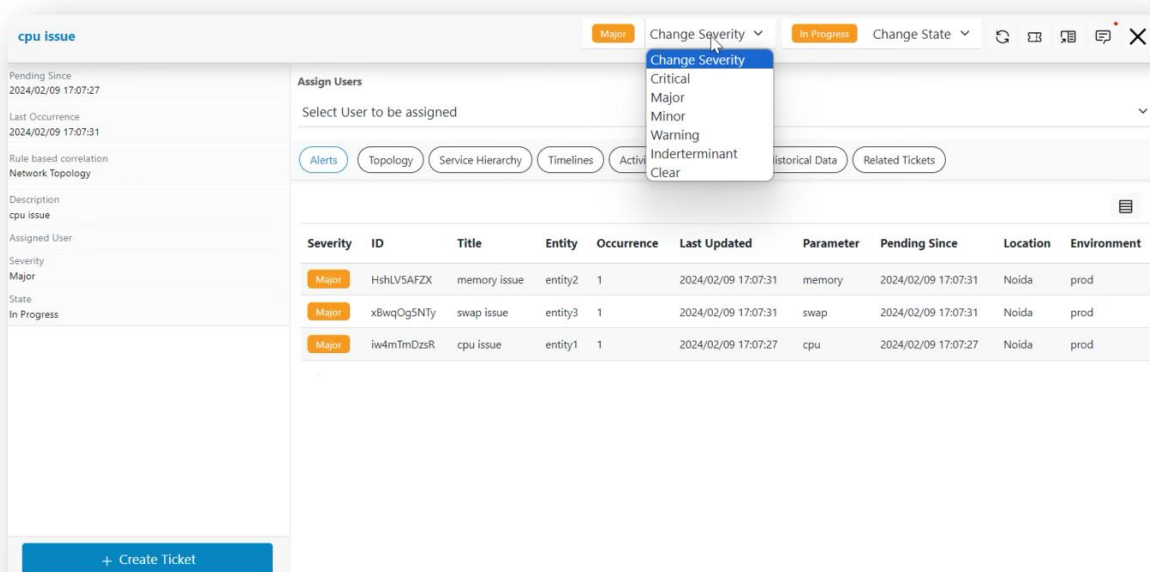 cpu issue
Major
Change Severity
In Progress
Change State
Change Severity
Critical
Major
Minor
Warning
Inderterminant
Clear
Pending Since
2024/02/09 17:07:27
Last Occurrence
2024/02/09 17:07:31
Rule based correlation
Network Topology
Description
cpu issue
Assigned User
Severity
Major
State
In Progress
+ Create Ticket
Assign Users
Select User to be assigned
Alerts Topology Service Hierarchy Timelines Historical Data Related Tickets
Severity ID Title Entity Occurrence Last Updated Parameter Pending Since Location Environment
Major HshLV5AFZX memory issue entity2 1 2024/02/09 17:07:31 memory 2024/02/09 17:07:31 Noida prod
Major xBwqOg5NTy swap issue entity3 1 2024/02/09 17:07:31 swap 2024/02/09 17:07:31 Noida prod
Major iw4mTmDzsR cpu issue entity1 1 2024/02/09 17:07:27 cpu 2024/02/09 17:07:27 Noida prod